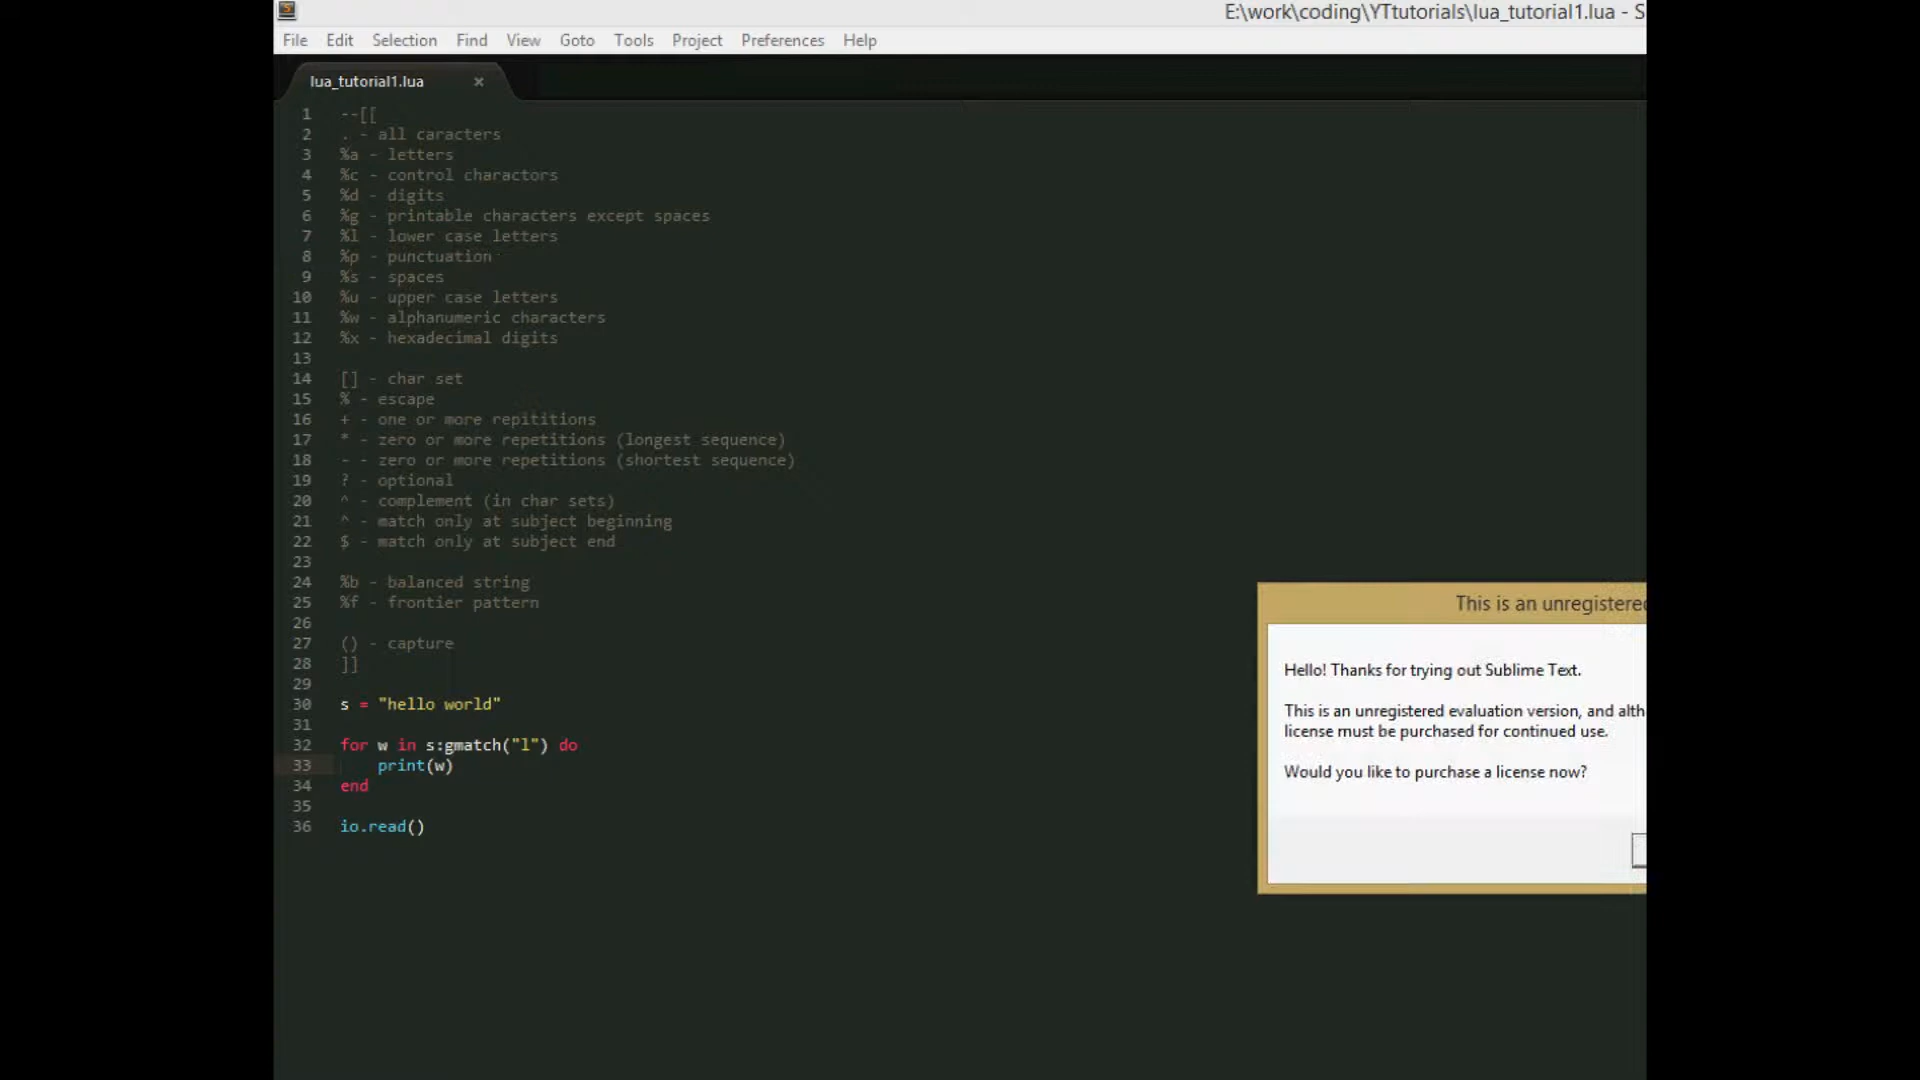 E:\work\coding\YTtutorials\lua_tutorial1.lua - S
File Edit Selection Find View Goto Tools Project Preferences Help
lua_tutorial1.lua ×
1 --[[
2 . - all caracters
3 %a - letters
4 %c - control charactors
5 %d - digits
6 %g - printable characters except spaces
7 %l - lower case letters
8 %p - punctuation
9 %s - spaces
10 %u - upper case letters
11 %w - alphanumeric characters
12 %x - hexadecimal digits
13
14 [] - char set
15 % - escape
16 + - one or more repititions
17 * - zero or more repetitions (longest sequence)
18 - - zero or more repetitions (shortest sequence)
19 ? - optional
20 ^ - complement (in char sets)
21 ^ - match only at subject beginning
22 $ - match only at subject end
23
24 %b - balanced string
25 %f - frontier pattern
26
27 () - capture
28 ]]
29
30 s = "hello world"
31
32 for w in s:gmatch("l") do
33 print(w)
34 end
35
36 io.read()
This is an unregistered
Hello! Thanks for trying out Sublime Text.
This is an unregistered evaluation version, and alth
license must be purchased for continued use.
Would you like to purchase a license now?